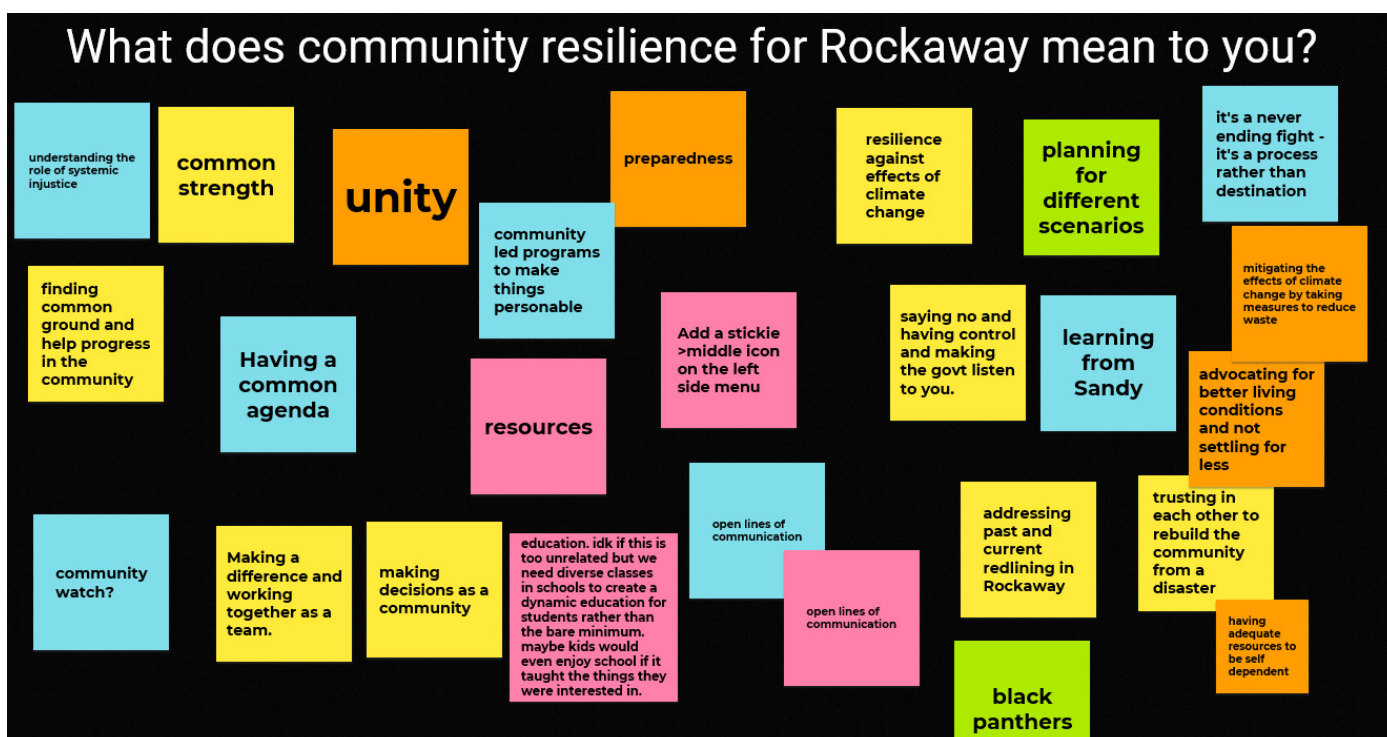 What does community resilience for Rockaway mean to you?
understanding the
role of systemic
injustice
common
strength
unity
preparedness
resilience
against
effects of
climate
change
planning
for
different
scenarios
it's a never
ending fight -
it's a process
rather than
destination
community
led programs
to make
things
personable
mitigating the
effects of climate
change by taking
measures to reduce
waste
finding
common
ground and
help progress
in the
community
Having a
common
agenda
Add a stickie
>middle icon
on the left
side menu
saying no and
having control
and making
the govt listen
to you.
learning
from
Sandy
advocating for
better living
conditions
and not
settling for
less
resources
open lines of
communication
addressing
past and
current
redlining in
Rockaway
trusting in
each other to
rebuild the
community
from a
disaster
community
watch?
Making a
difference and
working
together as a
team.
making
decisions as a
community
education. idk if this is
too unrelated but we
need diverse classes
in schools to create a
dynamic education for
students rather than
the bare minimum.
maybe kids would
even enjoy school if it
taught the things they
were interested in.
open lines of
communication
having
adequate
resources to
be self
dependent
black
panthers